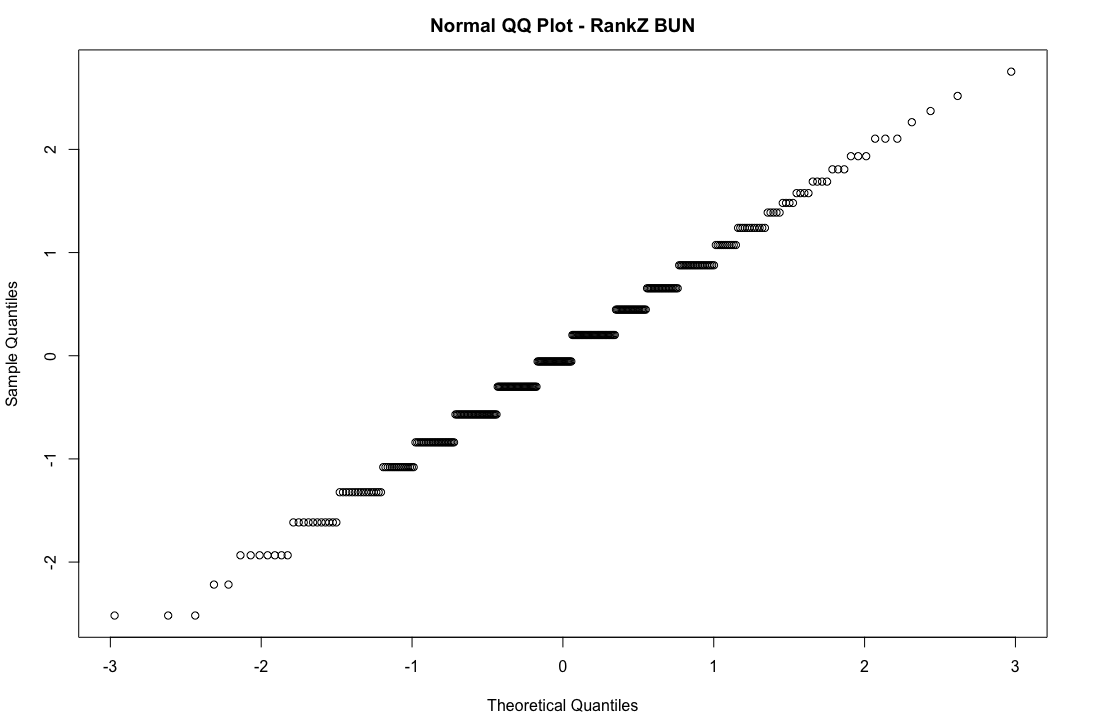 Normal QQ Plot - RankZ BUN
Sample Quantiles
2
1
0
-1
-2
-3 -2 -1 0 1 2 3
Theoretical Quantiles